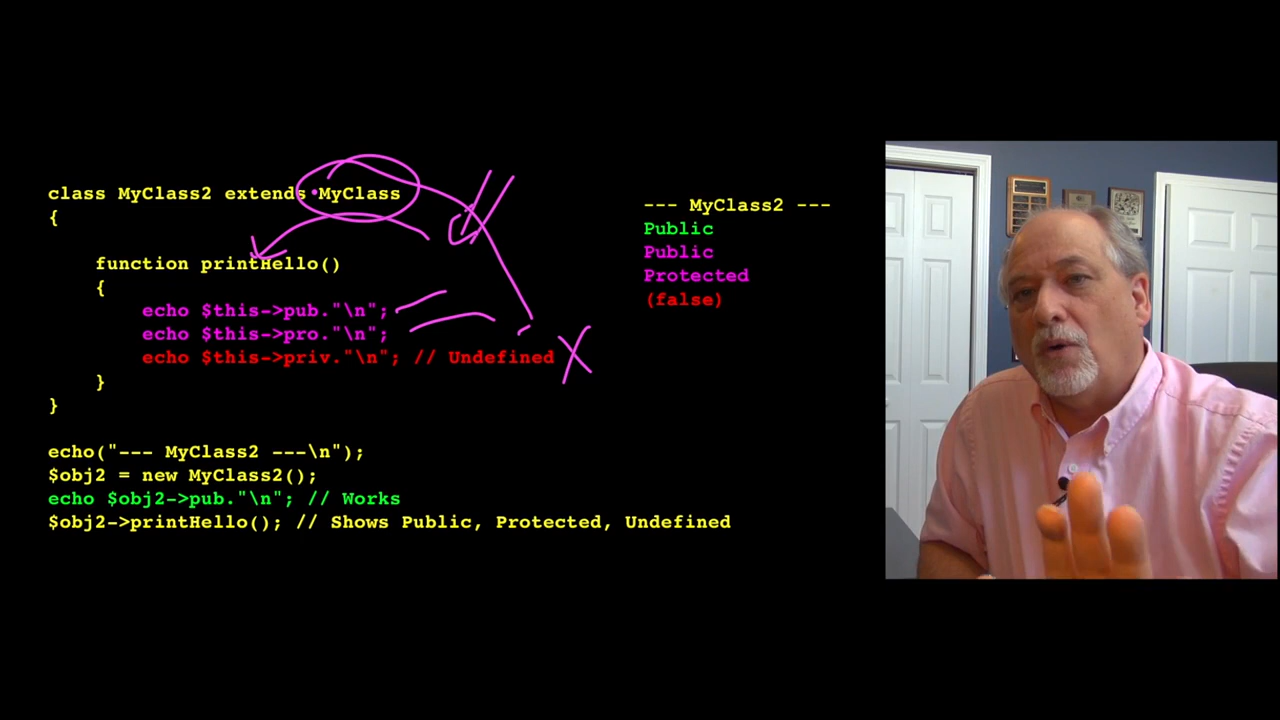 class MyClass2 extends MyClass
{
function printHello()
{
echo $this->pub."\n";
echo $this->pro."\n";
echo $this->priv."\n"; // Undefined
}
}
echo("--- MyClass2 ---\n");
$obj2 = new MyClass2();
echo $obj2->pub."\n"; // Works
$obj2->printHello(); // Shows Public, Protected, Undefined
--- MyClass2 ---
Public
Public
Protected
(false)